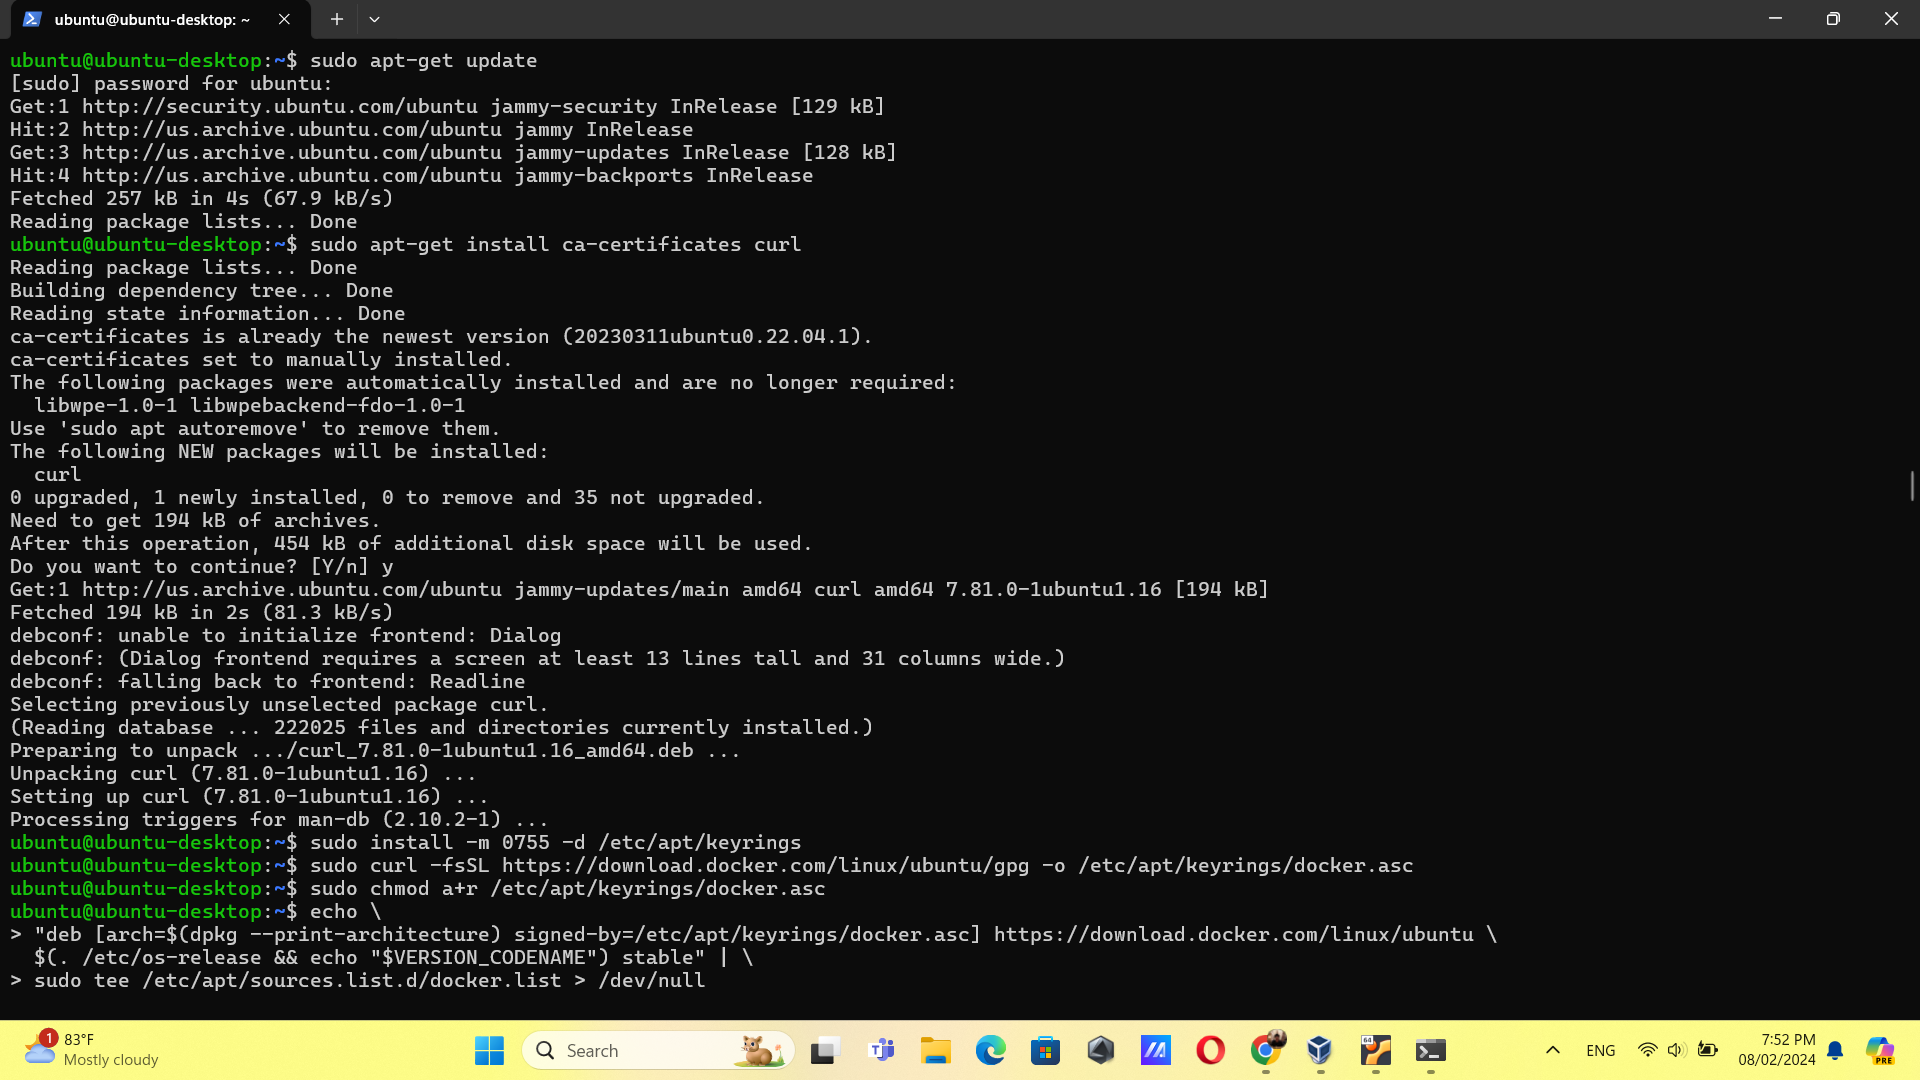 ubuntu@ubuntu-desktop: ~
ubuntu@ubuntu-desktop:~$ sudo apt-get update
[sudo] password for ubuntu:
Get:1 http://security.ubuntu.com/ubuntu jammy-security InRelease [129 kB]
Hit:2 http://us.archive.ubuntu.com/ubuntu jammy InRelease
Get:3 http://us.archive.ubuntu.com/ubuntu jammy-updates InRelease [128 kB]
Hit:4 http://us.archive.ubuntu.com/ubuntu jammy-backports InRelease
Fetched 257 kB in 4s (67.9 kB/s)
Reading package lists... Done
ubuntu@ubuntu-desktop:~$ sudo apt-get install ca-certificates curl
Reading package lists... Done
Building dependency tree... Done
Reading state information... Done
ca-certificates is already the newest version (20230311ubuntu0.22.04.1).
ca-certificates set to manually installed.
The following packages were automatically installed and are no longer required:
  libwpe-1.0-1 libwpebackend-fdo-1.0-1
Use 'sudo apt autoremove' to remove them.
The following NEW packages will be installed:
  curl
0 upgraded, 1 newly installed, 0 to remove and 35 not upgraded.
Need to get 194 kB of archives.
After this operation, 454 kB of additional disk space will be used.
Do you want to continue? [Y/n] y
Get:1 http://us.archive.ubuntu.com/ubuntu jammy-updates/main amd64 curl amd64 7.81.0-1ubuntu1.16 [194 kB]
Fetched 194 kB in 2s (81.3 kB/s)
debconf: unable to initialize frontend: Dialog
debconf: (Dialog frontend requires a screen at least 13 lines tall and 31 columns wide.)
debconf: falling back to frontend: Readline
Selecting previously unselected package curl.
(Reading database ... 222025 files and directories currently installed.)
Preparing to unpack .../curl_7.81.0-1ubuntu1.16_amd64.deb ...
Unpacking curl (7.81.0-1ubuntu1.16) ...
Setting up curl (7.81.0-1ubuntu1.16) ...
Processing triggers for man-db (2.10.2-1) ...
ubuntu@ubuntu-desktop:~$ sudo install -m 0755 -d /etc/apt/keyrings
ubuntu@ubuntu-desktop:~$ sudo curl -fsSL https://download.docker.com/linux/ubuntu/gpg -o /etc/apt/keyrings/docker.asc
ubuntu@ubuntu-desktop:~$ sudo chmod a+r /etc/apt/keyrings/docker.asc
ubuntu@ubuntu-desktop:~$ echo \
> "deb [arch=$(dpkg --print-architecture) signed-by=/etc/apt/keyrings/docker.asc] https://download.docker.com/linux/ubuntu \
  $(. /etc/os-release && echo "$VERSION_CODENAME") stable" | \
> sudo tee /etc/apt/sources.list.d/docker.list > /dev/null
1
83°F
Mostly cloudy
Search
64
ENG
7:52 PM
08/02/2024
PRE